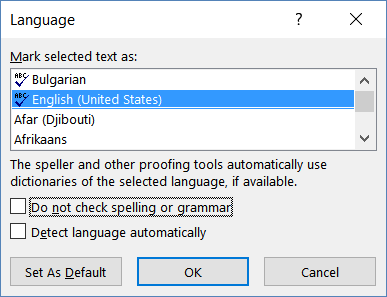 Language
Mark selected text as:
Bulgarian
English (United States)
Afar (Djibouti)
Afrikaans
The speller and other proofing tools automatically use
dictionaries of the selected language, if available.
Do not check spelling or grammar
Detect language automatically
Set As Default
OK
Cancel